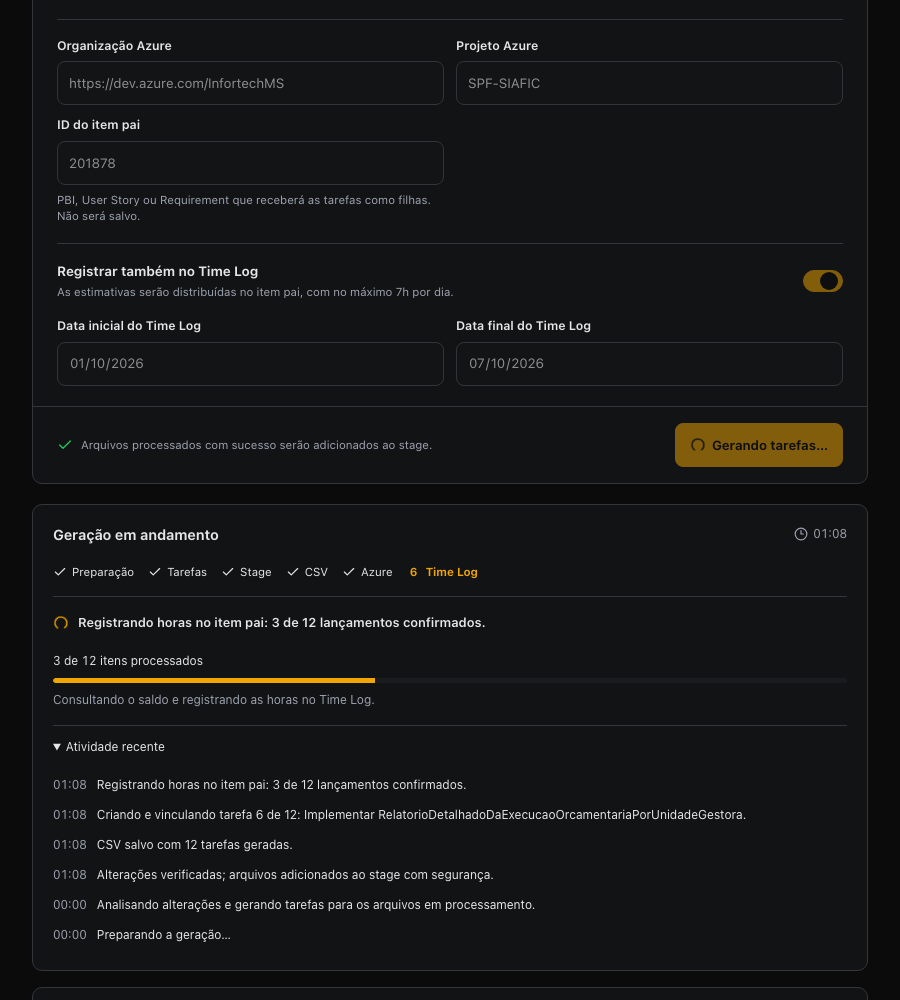 Organização Azure
Projeto Azure
https://dev.azure.com/InfortechMS
SPF-SIAFIC
ID do item pai
201878
PBI, User Story ou Requirement que receberá as tarefas como filhas.
Não será salvo.
Registrar também no Time Log
As estimativas serão distribuídas no item pai, com no máximo 7h por dia.
Data inicial do Time Log
Data final do Time Log
01/10/2026
07/10/2026
Arquivos processados com sucesso serão adicionados ao stage.
Gerando tarefas...
Geração em andamento
01:08
Preparação Tarefas Stage CSV Azure 6 Time Log
Registrando horas no item pai: 3 de 12 lançamentos confirmados.
3 de 12 itens processados
Consultando o saldo e registrando as horas no Time Log.
Atividade recente
01:08 Registrando horas no item pai: 3 de 12 lançamentos confirmados.
01:08 Criando e vinculando tarefa 6 de 12: Implementar RelatorioDetalhadoDaExecucaoOrcamentariaPorUnidadeGestora.
01:08 CSV salvo com 12 tarefas geradas.
01:08 Alterações verificadas; arquivos adicionados ao stage com segurança.
00:00 Analisando alterações e gerando tarefas para os arquivos em processamento.
00:00 Preparando a geração...